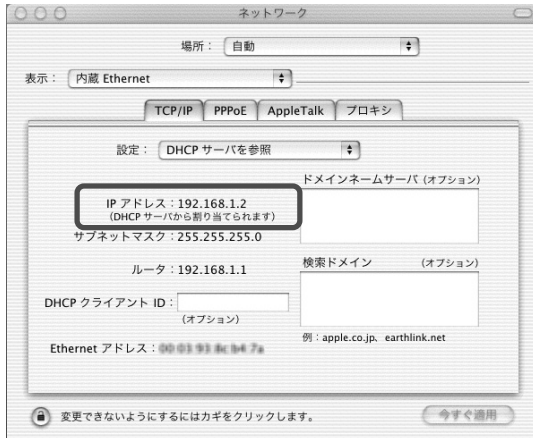 ネットワーク
場所： 自動
表示： 内蔵 Ethernet
TCP/IP PPPoE AppleTalk プロキシ
設定： DHCP サーバを参照
ドメインネームサーバ (オプション)
IP アドレス：192.168.1.2
(DHCP サーバから割り当てられます)
サブネットマスク：255.255.255.0
ルータ：192.168.1.1
検索ドメイン (オプション)
DHCP クライアント ID：
(オプション)
例：apple.co.jp、earthlink.net
Ethernet アドレス：
変更できないようにするにはカギをクリックします。
今すぐ適用